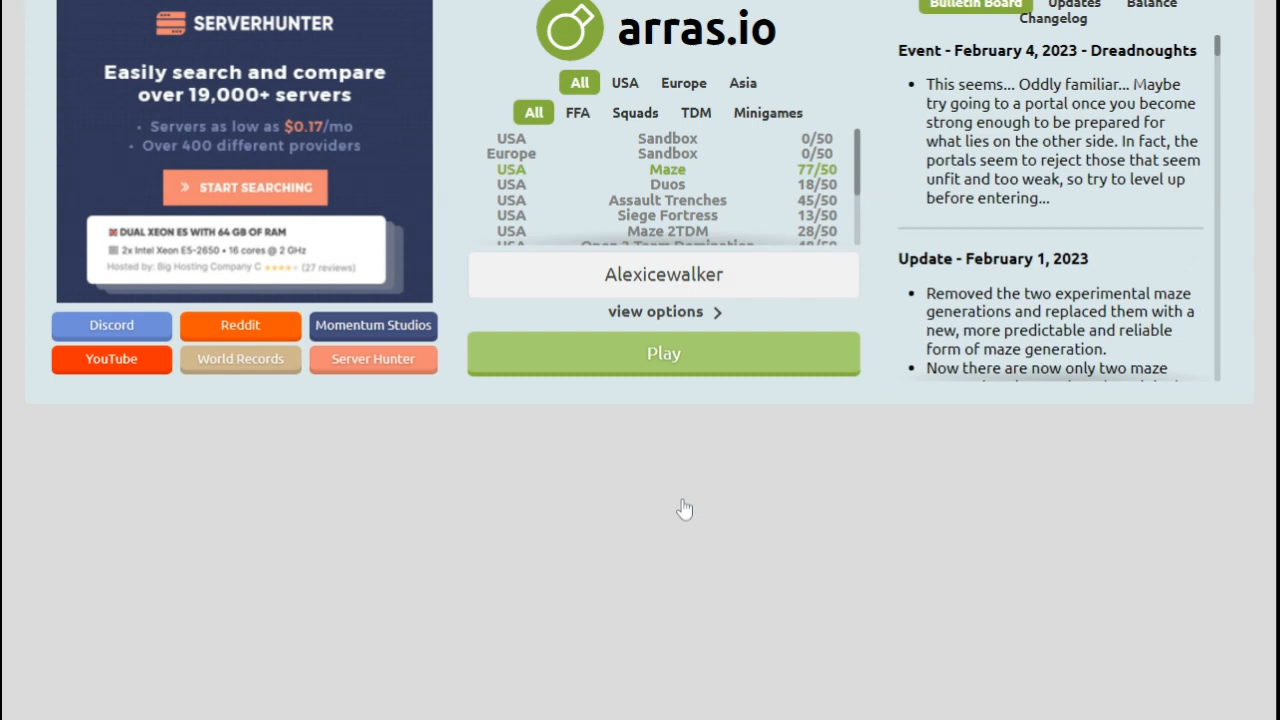 SERVERHUNTER
Easily search and compare
over 19,000+ servers
• Servers as low as $0.17/mo
• Over 400 different providers
START SEARCHING
DUAL XEON E5 WITH 64 GB OF RAM
2x Intel Xeon E5-2650 • 16 cores @ 2 GHz
Hosted by: Big Hosting Company C ★★★★★ (27 reviews)
Discord Reddit Momentum Studios
YouTube World Records Server Hunter
arras.io
All USA Europe Asia
All FFA Squads TDM Minigames
USA Sandbox 0/50
Europe Sandbox 0/50
USA Maze 77/50
USA Duos 18/50
USA Assault Trenches 45/50
USA Siege Fortress 13/50
USA Maze 2TDM 28/50
Alexicewalker
view options
Play
Bulletin Board Updates Balance
Changelog
Event - February 4, 2023 - Dreadnoughts
• This seems... Oddly familiar... Maybe
try going to a portal once you become
strong enough to be prepared for
what lies on the other side. In fact, the
portals seem to reject those that seem
unfit and too weak, so try to level up
before entering...
Update - February 1, 2023
• Removed the two experimental maze
generations and replaced them with a
new, more predictable and reliable
form of maze generation.
• Now there are now only two maze